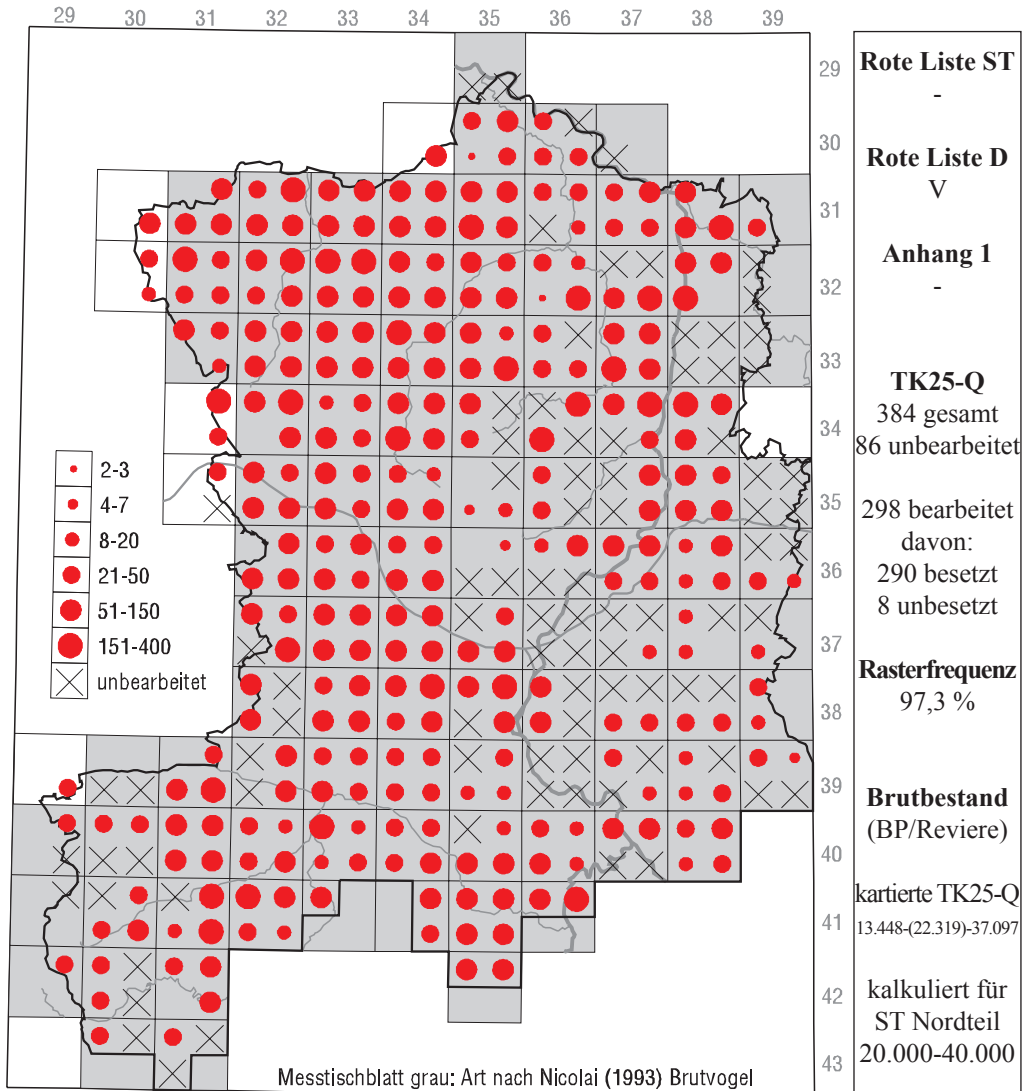 29 30 31 32 33 34 35 36 37 38 39
29
30
31
32
33
34
35
36
37
38
39
40
41
42
43
2-3
4-7
8-20
21-50
51-150
151-400
unbearbeitet
Messtischblatt grau: Art nach Nicolai (1993) Brutvogel
Rote Liste ST
-
Rote Liste D
V
Anhang 1
-
TK25-Q
384 gesamt
86 unbearbeitet
298 bearbeitet
davon:
290 besetzt
8 unbesetzt
Rasterfrequenz
97,3 %
Brutbestand
(BP/Reviere)
kartierte TK25-Q
13.448-(22.319)-37.097
kalkuliert für
ST Nordteil
20.000-40.000